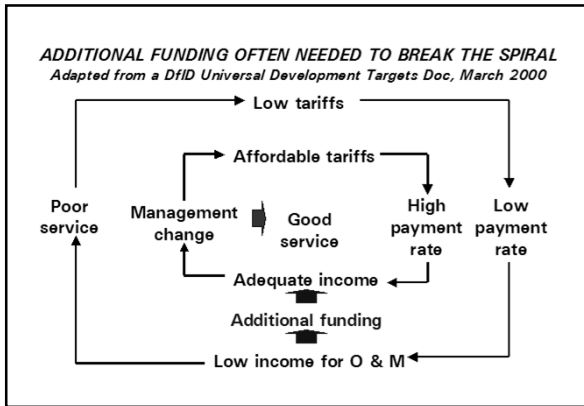 ADDITIONAL FUNDING OFTEN NEEDED TO BREAK THE SPIRAL
Adapted from a DfID Universal Development Targets Doc, March 2000
Low tariffs
Affordable tariffs
Poor
service
Management
change
Good
service
High
payment
rate
Low
payment
rate
Adequate income
Additional funding
Low income for O & M